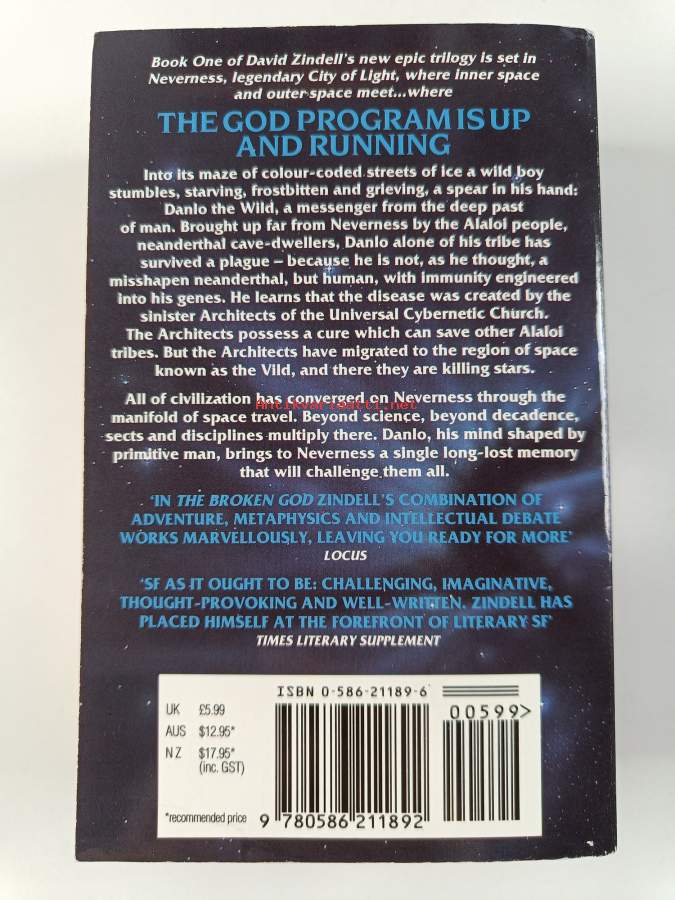 Book One of David Zindell's new epic trilogy is set in
Neverness, legendary City of Light, where inner space
and outer space meet...where
THE GOD PROGRAM IS UP
AND RUNNING
Into its maze of colour-coded streets of ice a wild boy
stumbles, starving, frostbitten and grieving, a spear in his hand:
Danlo the Wild, a messenger from the deep past
of man. Brought up far from Neverness by the Alaloi people,
neanderthal cave-dwellers, Danlo alone of his tribe has
survived a plague – because he is not, as he thought, a
misshapen neanderthal, but human, with immunity engineered
into his genes. He learns that the disease was created by the
sinister Architects of the Universal Cybernetic Church.
The Architects possess a cure which can save other Alaloi
tribes. But the Architects have migrated to the region of space
known as the Vild, and there they are killing stars.
All of civilization has converged on Neverness through the
Antikvariaatti.net
manifold of space travel. Beyond science, beyond decadence,
sects and disciplines multiply there. Danlo, his mind shaped by
primitive man, brings to Neverness a single long-lost memory
that will challenge them all.
'IN THE BROKEN GOD ZINDELL'S COMBINATION OF
ADVENTURE, METAPHYSICS AND INTELLECTUAL DEBATE
WORKS MARVELLOUSLY, LEAVING YOU READY FOR MORE'
LOCUS
'SF AS IT OUGHT TO BE: CHALLENGING, IMAGINATIVE,
THOUGHT-PROVOKING AND WELL-WRITTEN. ZINDELL HAS
PLACED HIMSELF AT THE FOREFRONT OF LITERARY SF'
TIMES LITERARY SUPPLEMENT
ISBN 0-586-21189-6
UK £5.99
AUS $12.95*
NZ $17.95*
(inc. GST)
*recommended price
00599>
9 780586 211892